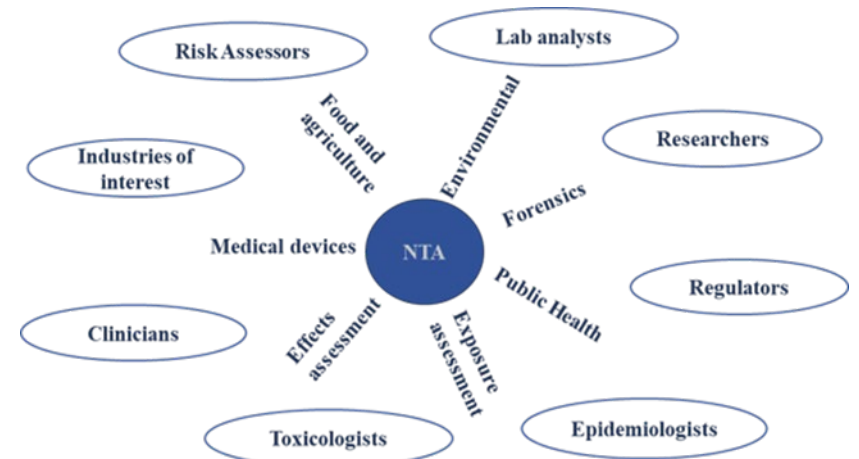 Lab analysts
Risk Assessors
Food and
agriculture
Environmental
Researchers
Industries of
interest
Forensics
Medical devices
NTA
Public Health
Regulators
Clinicians
Effects
assessment
Exposure
assessment
Toxicologists
Epidemiologists